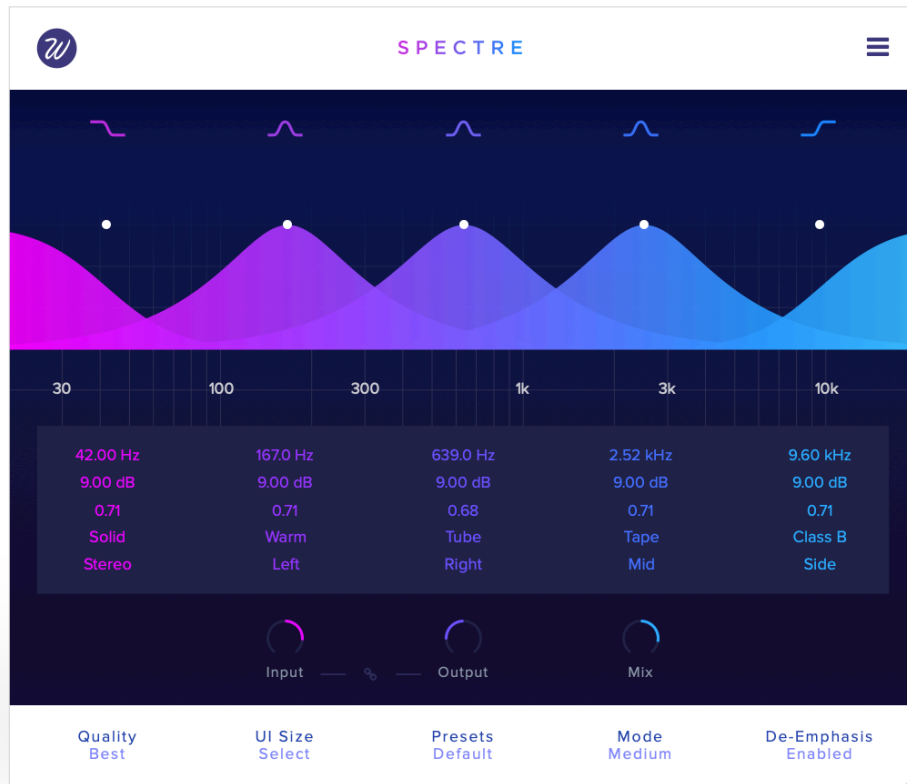 W
SPECTRE
30 100 300 1k 3k 10k
42.00 Hz 167.0 Hz 639.0 Hz 2.52 kHz 9.60 kHz
9.00 dB 9.00 dB 9.00 dB 9.00 dB 9.00 dB
0.71 0.71 0.68 0.71 0.71
Solid Warm Tube Tape Class B
Stereo Left Right Mid Side
Input Output Mix
Quality UI Size Presets Mode De-Emphasis
Best Select Default Medium Enabled